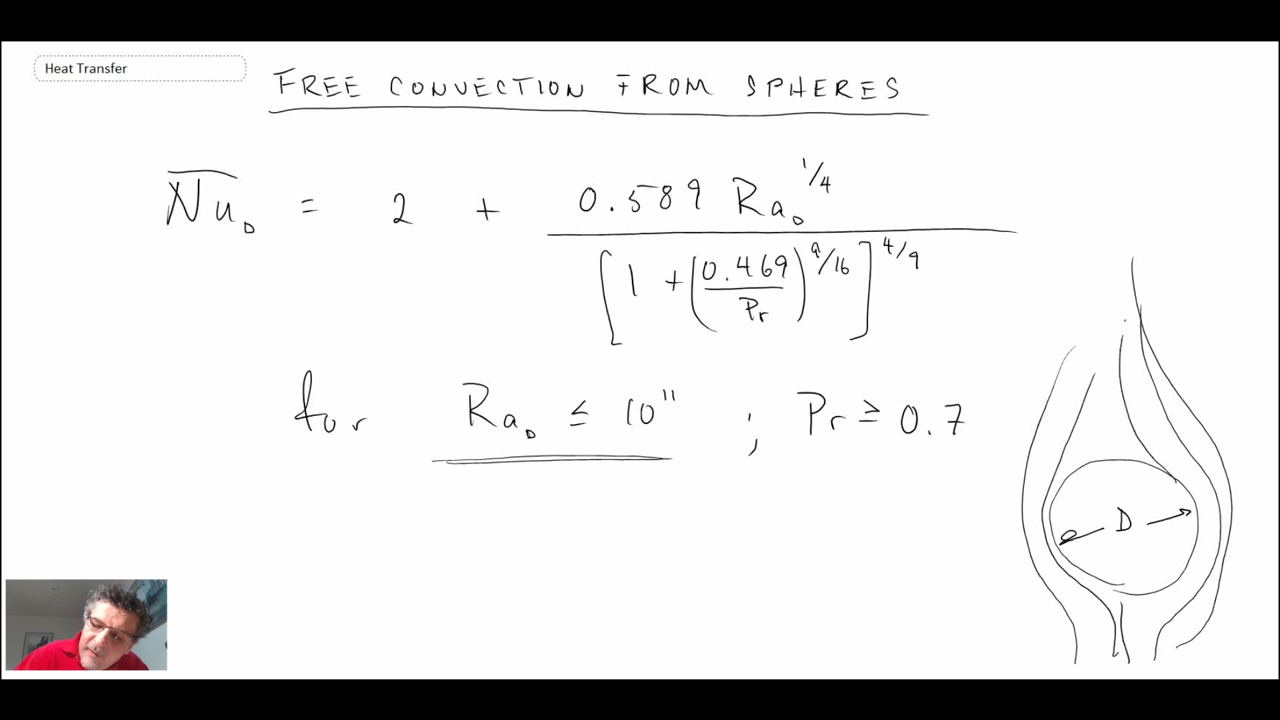 Heat Transfer
FREE CONVECTION FROM SPHERES
N̅u̅_D = 2 + 0.589 Ra_D^1/4 / [1 + (0.469/Pr)^9/16]^4/9
for Ra_D ≤ 10^11 ; Pr ≥ 0.7
D